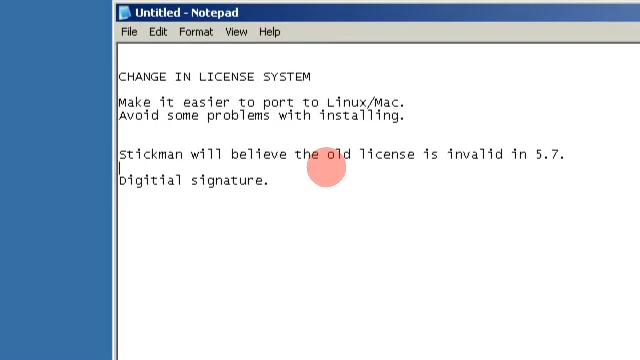 Untitled - Notepad
File Edit Format View Help
CHANGE IN LICENSE SYSTEM
Make it easier to port to Linux/Mac.
Avoid some problems with installing.
Stickman will believe the old license is invalid in 5.7.
Digitial signature.